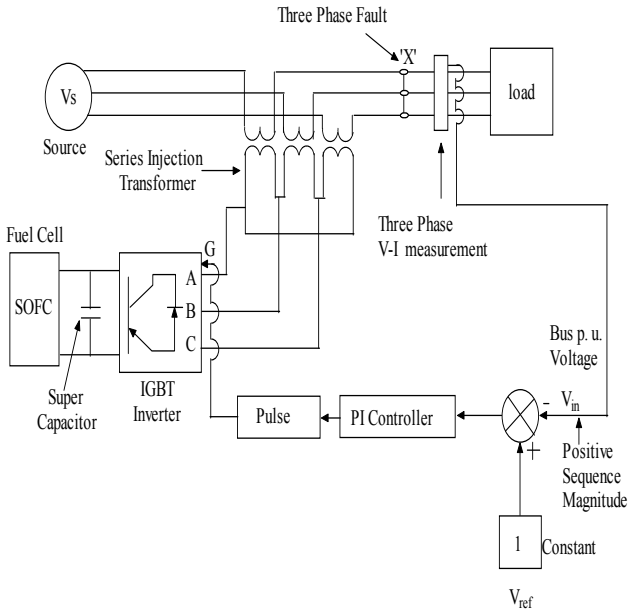 Three Phase Fault
'X'
Vs
load
Source
Series Injection
Transformer
Three Phase
V-I measurement
Fuel Cell
G
A
SOFC
B
C
Bus p. u.
Voltage
Super
Capacitor
IGBT
Inverter
Pulse
PI Controller
-
Vin
+
Positive
Sequence
Magnitude
1
Constant
Vref